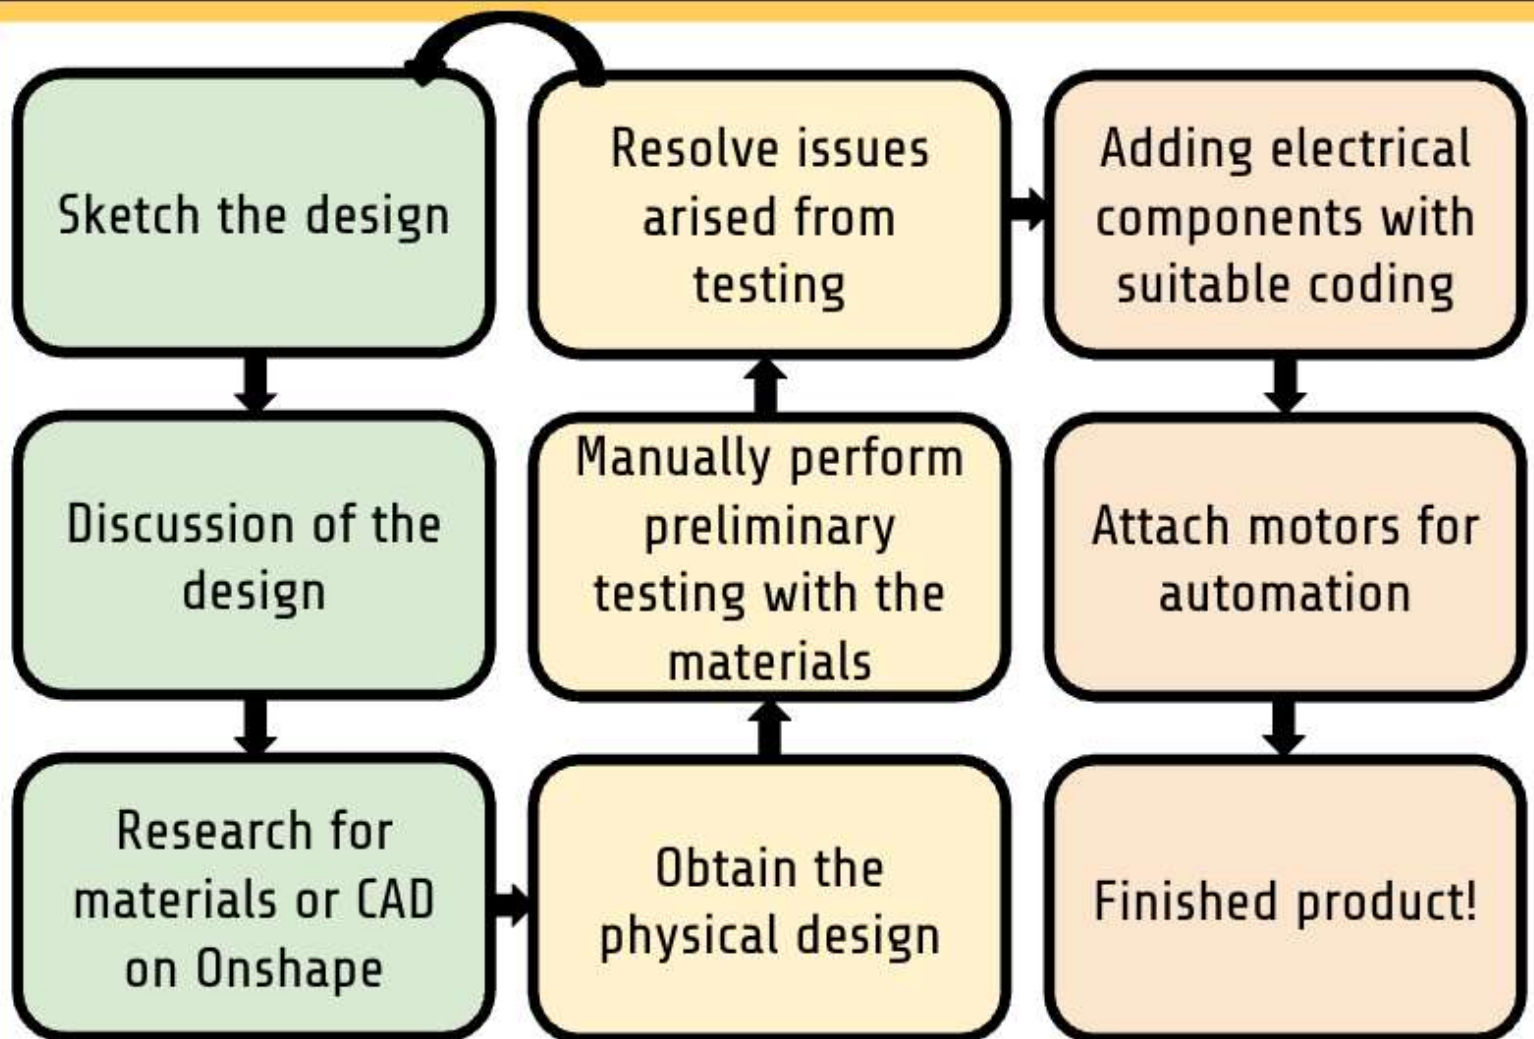 Sketch the design
Discussion of the
design
Research for
materials or CAD
on Onshape
Obtain the
physical design
Manually perform
preliminary
testing with the
materials
Resolve issues
arised from
testing
Adding electrical
components with
suitable coding
Attach motors for
automation
Finished product!